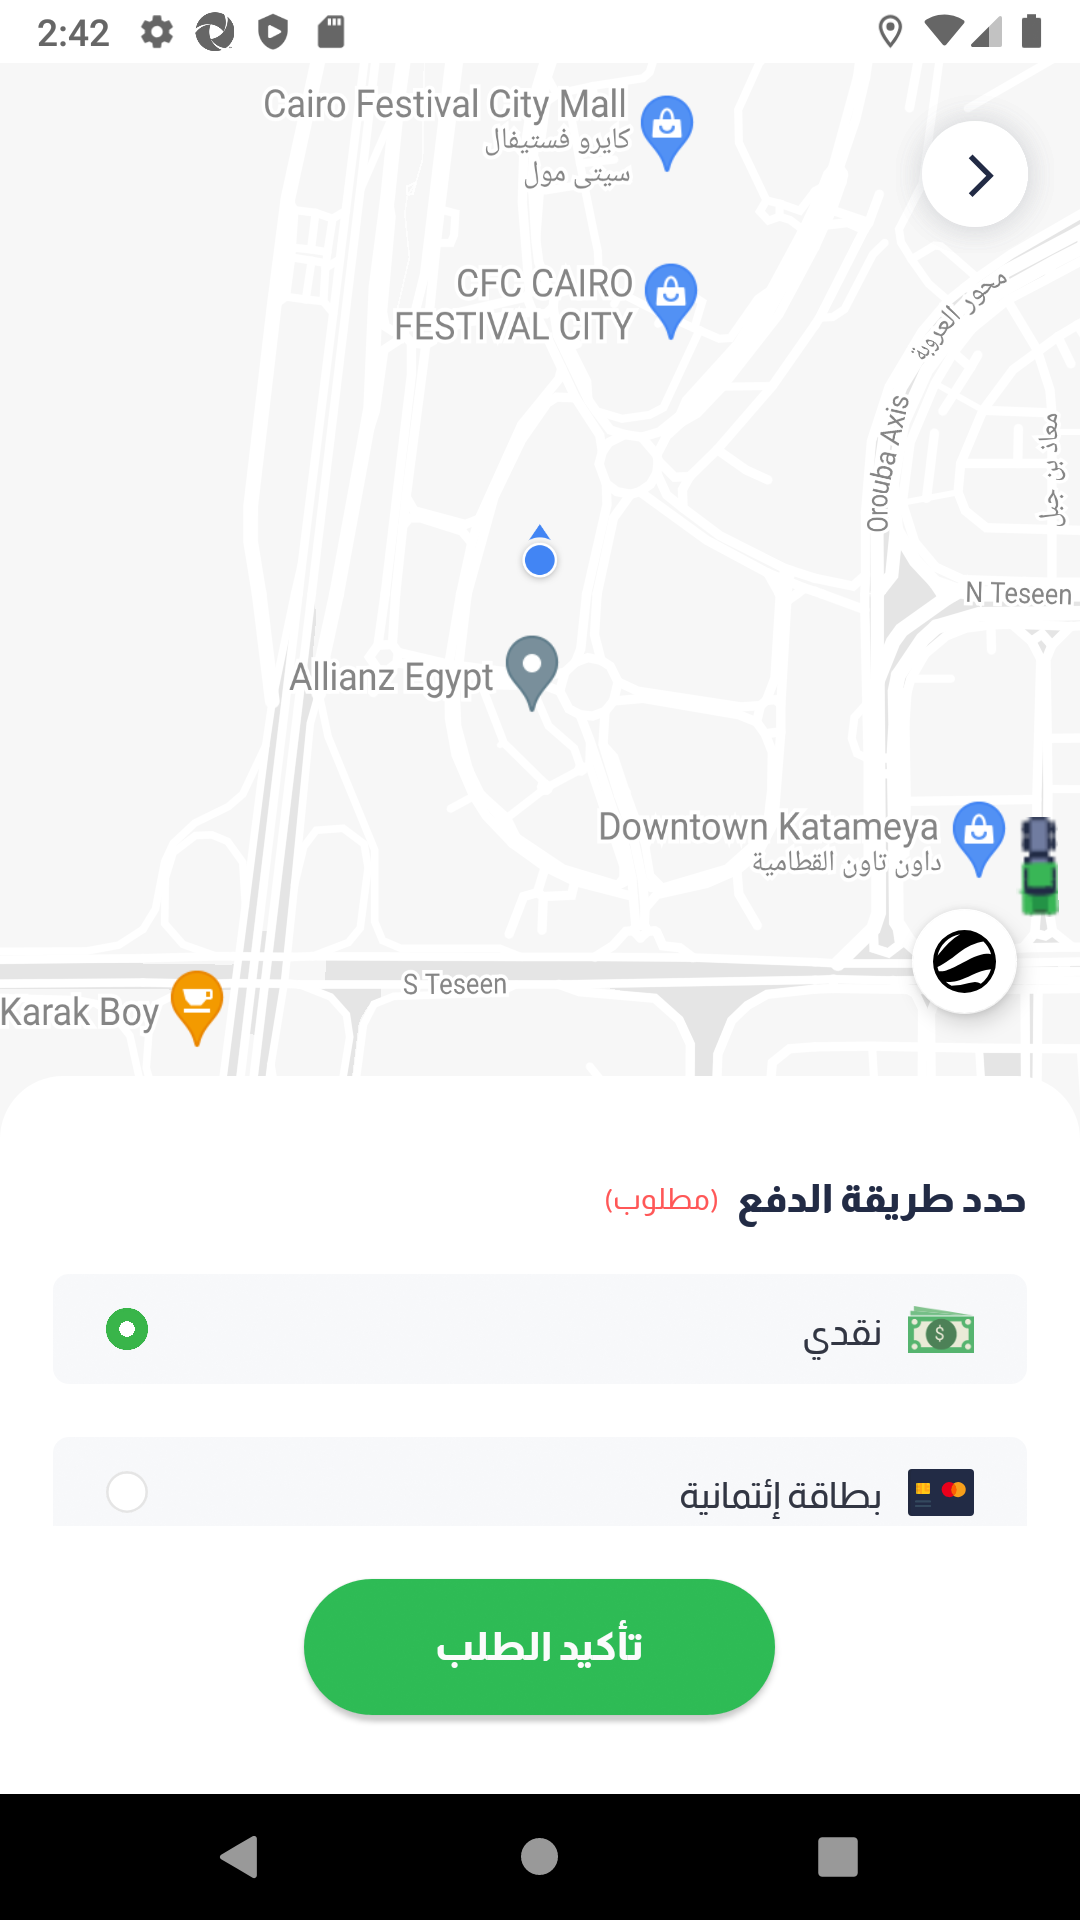 2:42
Cairo Festival City Mall
كايرو فستيفال
سيتى مول
CFC CAIRO
FESTIVAL CITY
محور العروبة
Orouba Axis
معاذ بن جبل
N Teseen
Allianz Egypt
Downtown Katameya
داون تاون القطامية
S Teseen
Karak Boy
حدد طريقة الدفع (مطلوب)
نقدي
بطاقة إئتمانية
تأكيد الطلب